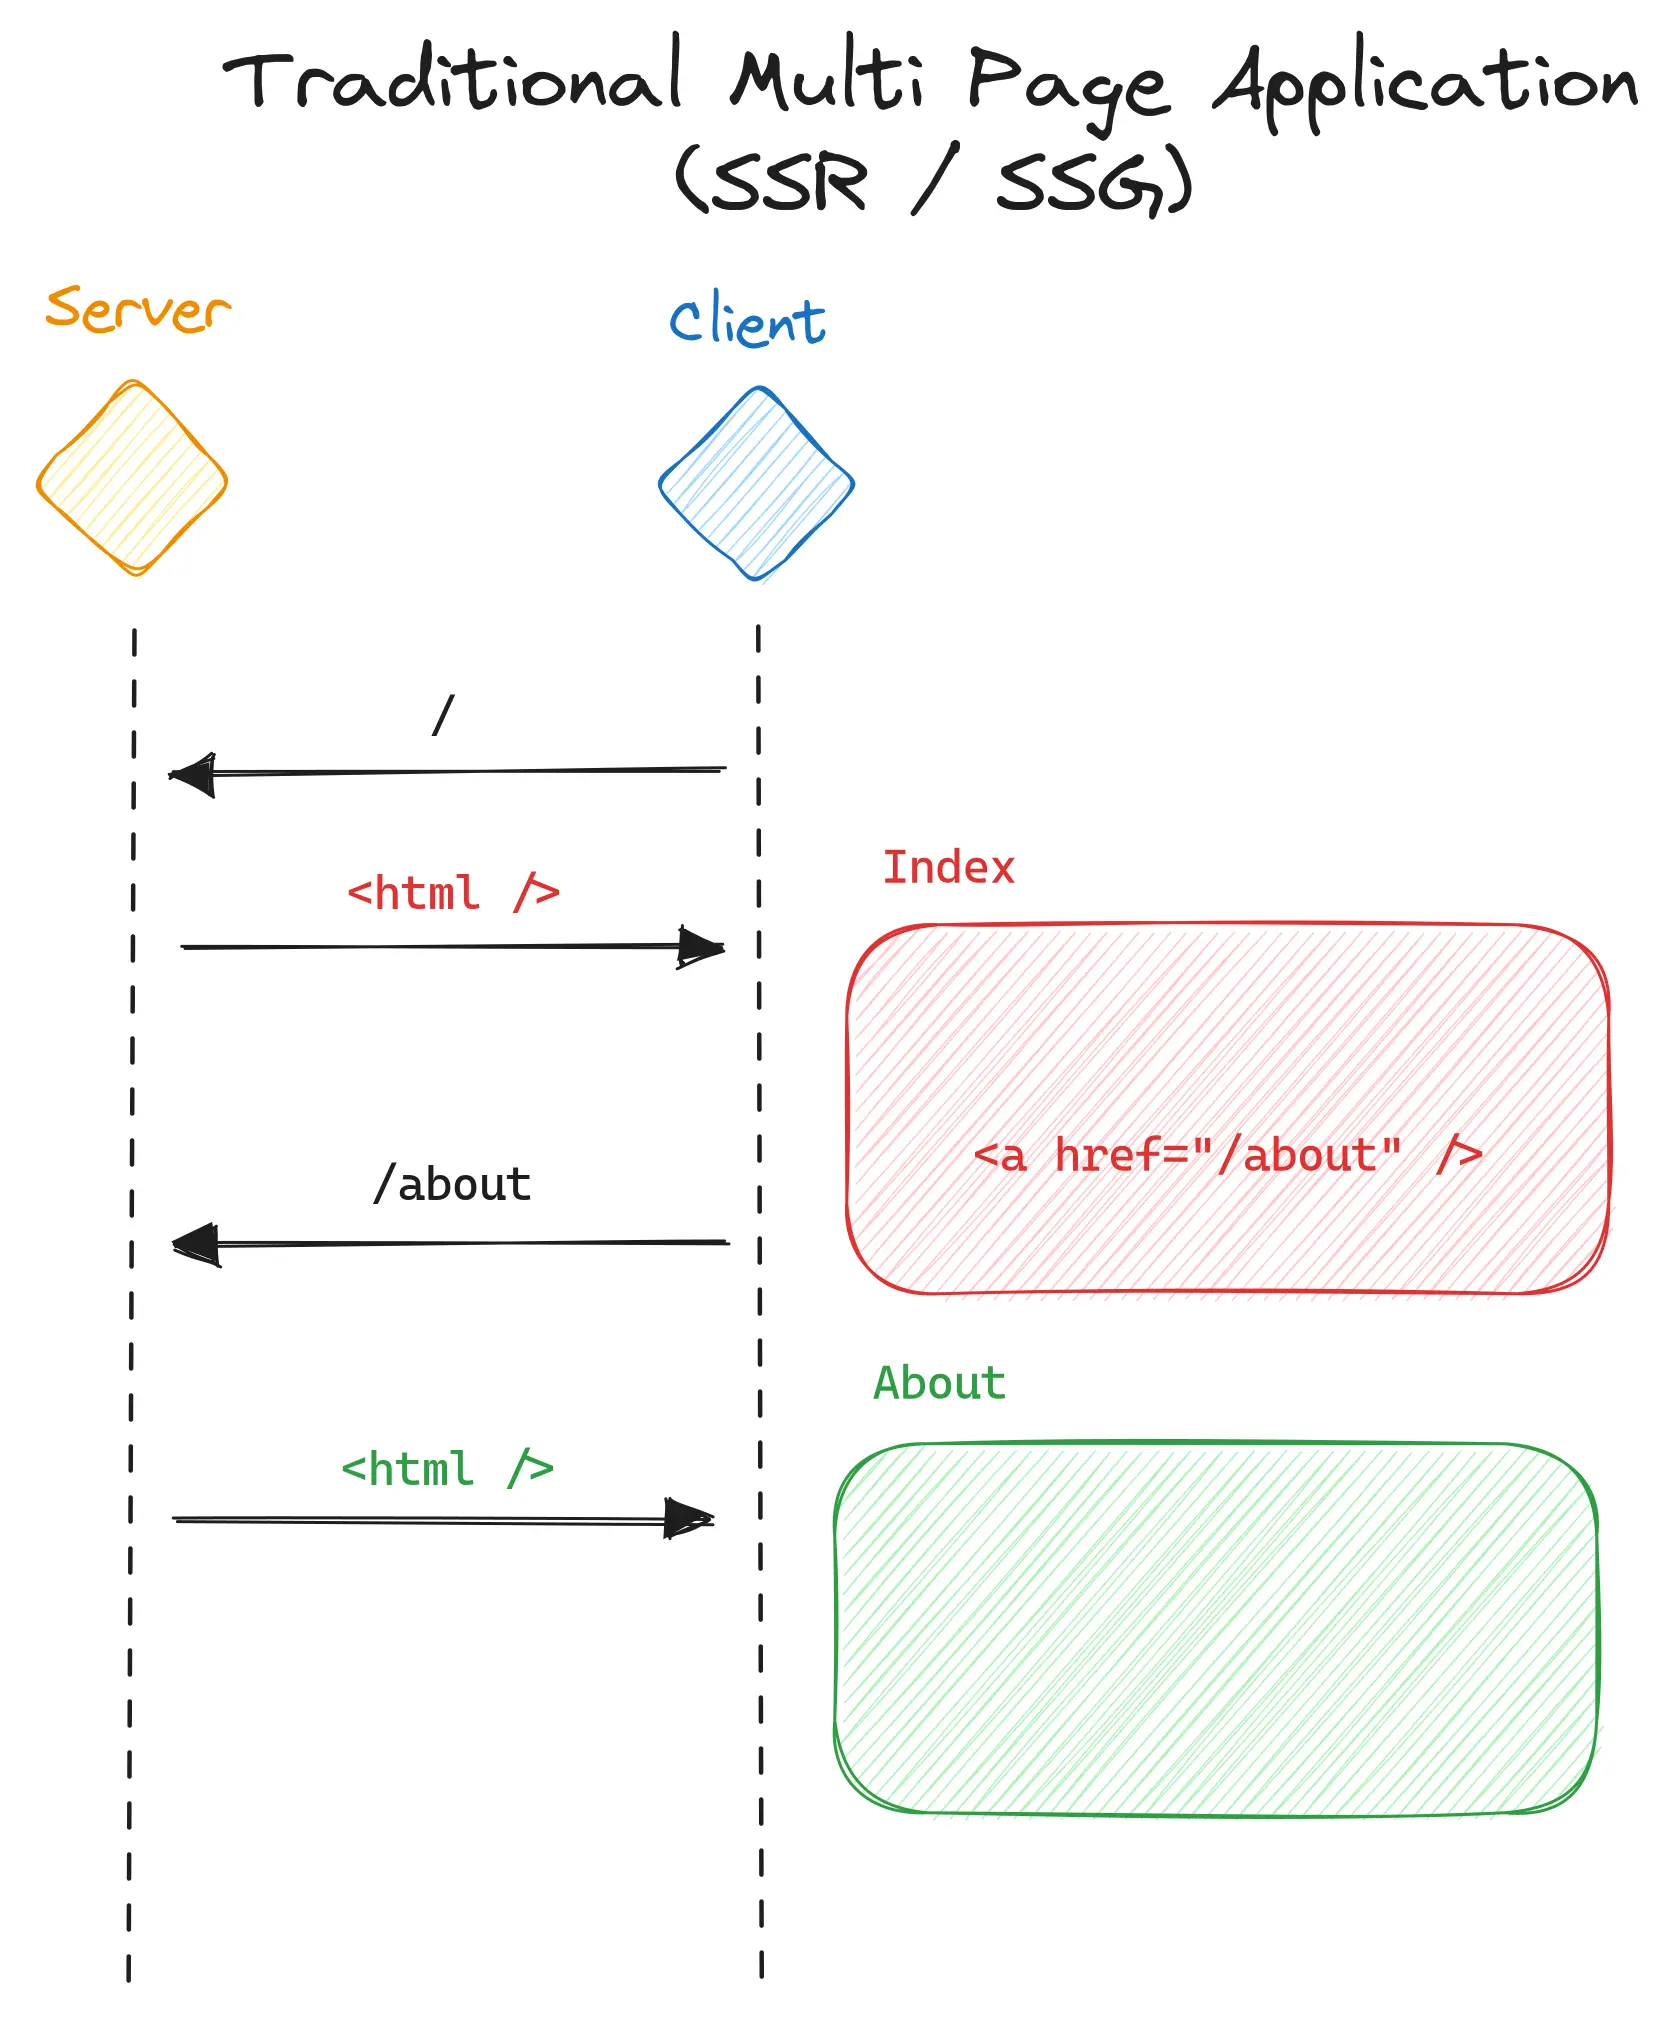 Traditional Multi Page Application
(SSR / SSG)
Server
Client
/
<html />
Index
<a href="/about" />
/about
About
<html />